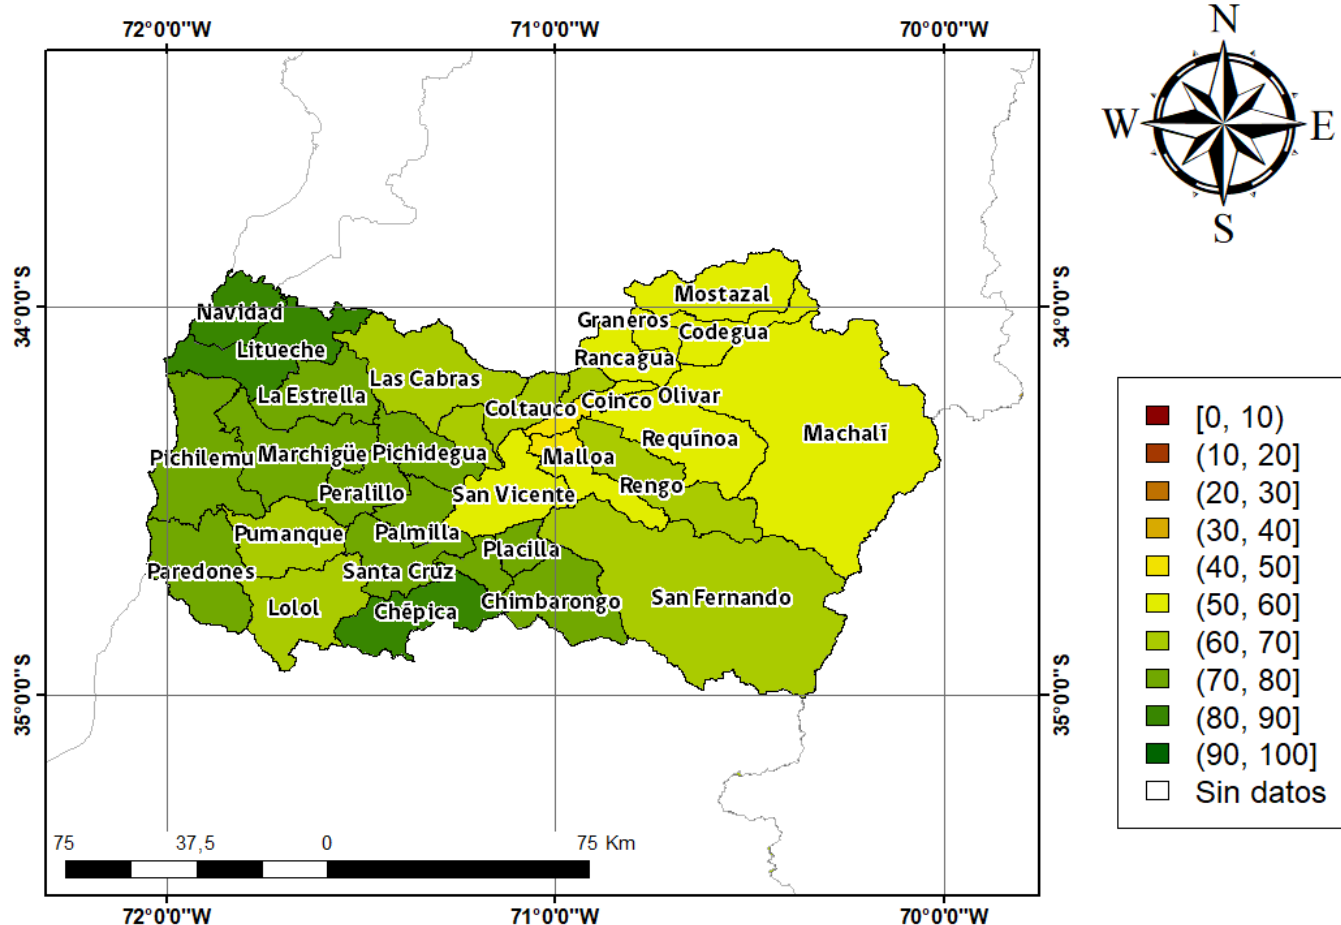 72°0'0"W 71°0'0"W 70°0'0"W
N
W E
S
34°0'0"S 34°0'0"S
Mostazal
Navidad
Graneros
Codegua
Litueche
Rancagua
Las Cabras
La Estrella
Olivar
Coinco
Coltauco
Machalí
Requínoa
Pichilemu Marchigüe Pichidegua
Malloa
Rengo
Peralillo
San Vicente
Pumanque Palmilla
Placilla
Paredones
Santa Cruz
San Fernando
Chimbarongo
Lolol
Chépica
35°0'0"S 35°0'0"S
75 37,5 0 75 Km
72°0'0"W 71°0'0"W 70°0'0"W
[0, 10)
(10, 20]
(20, 30]
(30, 40]
(40, 50]
(50, 60]
(60, 70]
(70, 80]
(80, 90]
(90, 100]
Sin datos